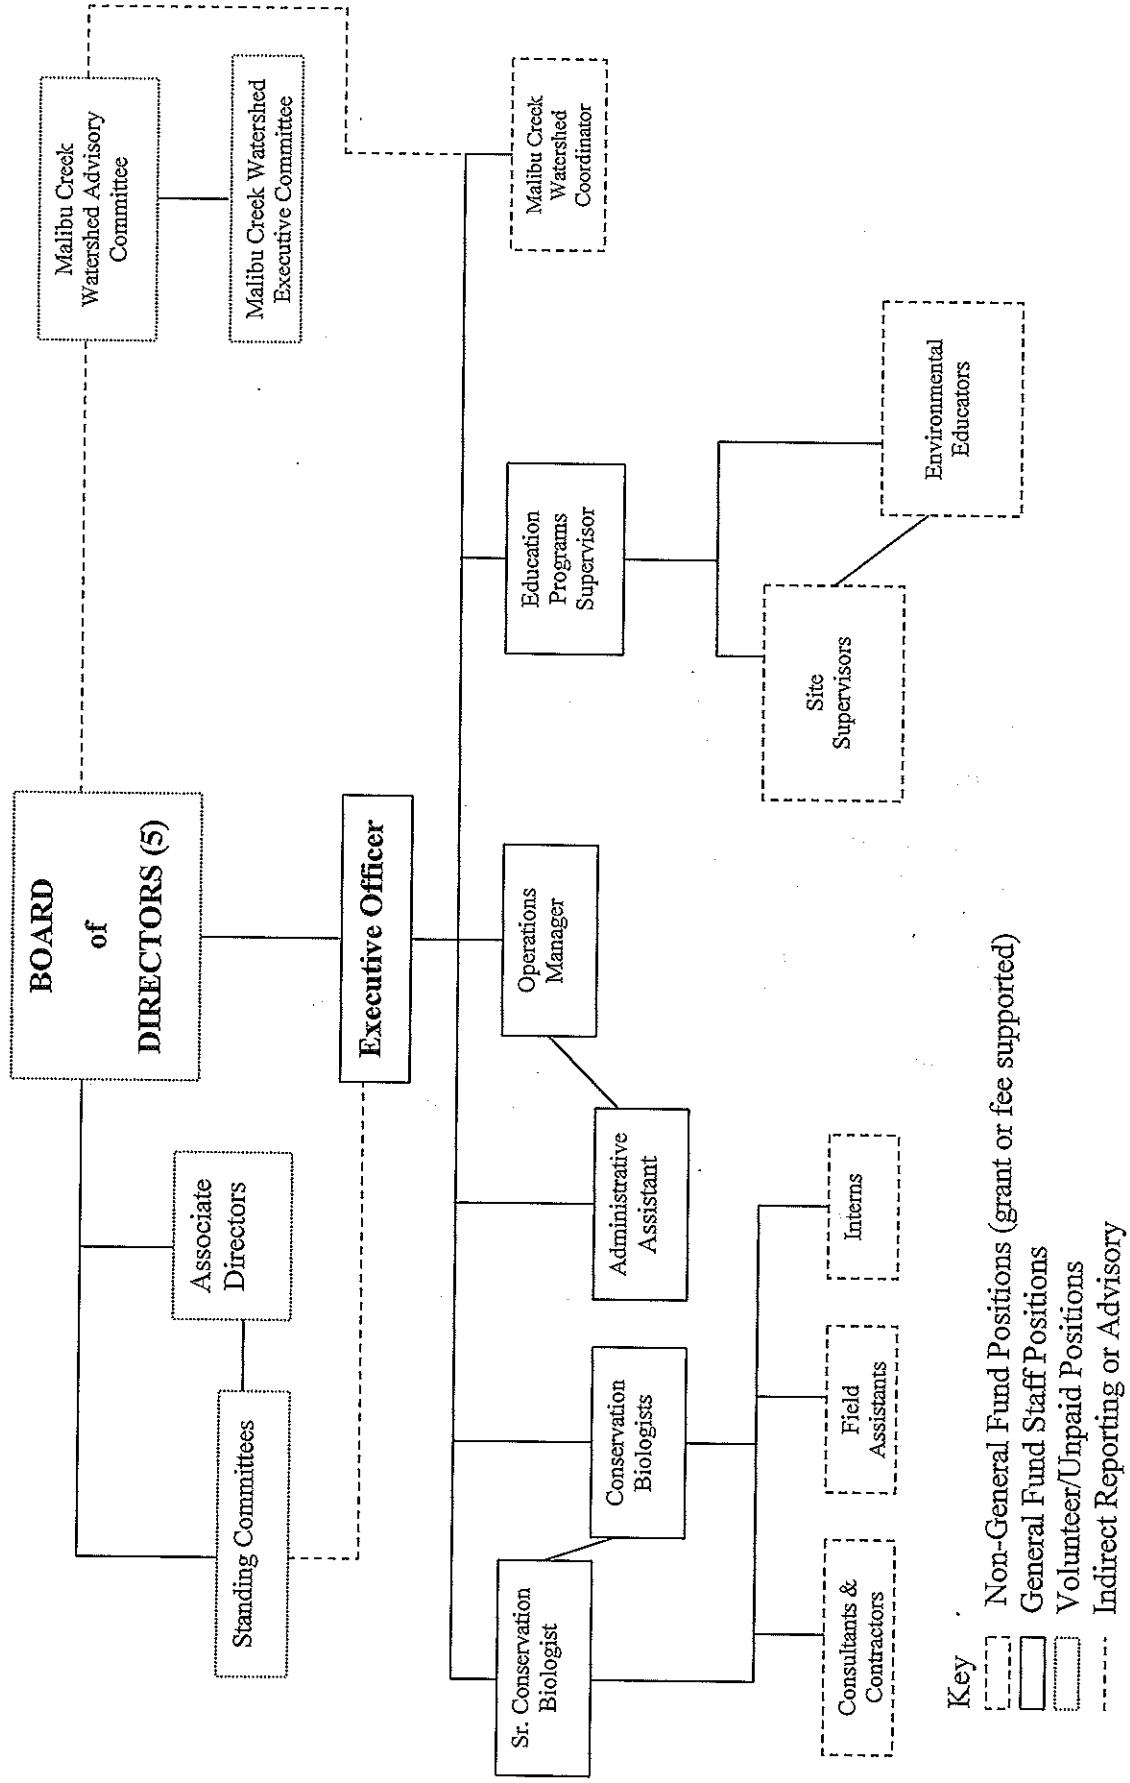 BOARD
of
DIRECTORS (5)
Malibu Creek
Watershed Advisory
Committee
Malibu Creek Watershed
Executive Committee
Associate
Directors
Standing Committees
Executive Officer
Sr. Conservation
Biologist
Conservation
Biologists
Administrative
Assistant
Operations
Manager
Education
Programs
Supervisor
Malibu Creek
Watershed
Coordinator
Consultants &
Contractors
Field
Assistants
Interns
Site
Supervisors
Environmental
Educators
Key
Non-General Fund Positions (grant or fee supported)
General Fund Staff Positions
Volunteer/Unpaid Positions
Indirect Reporting or Advisory